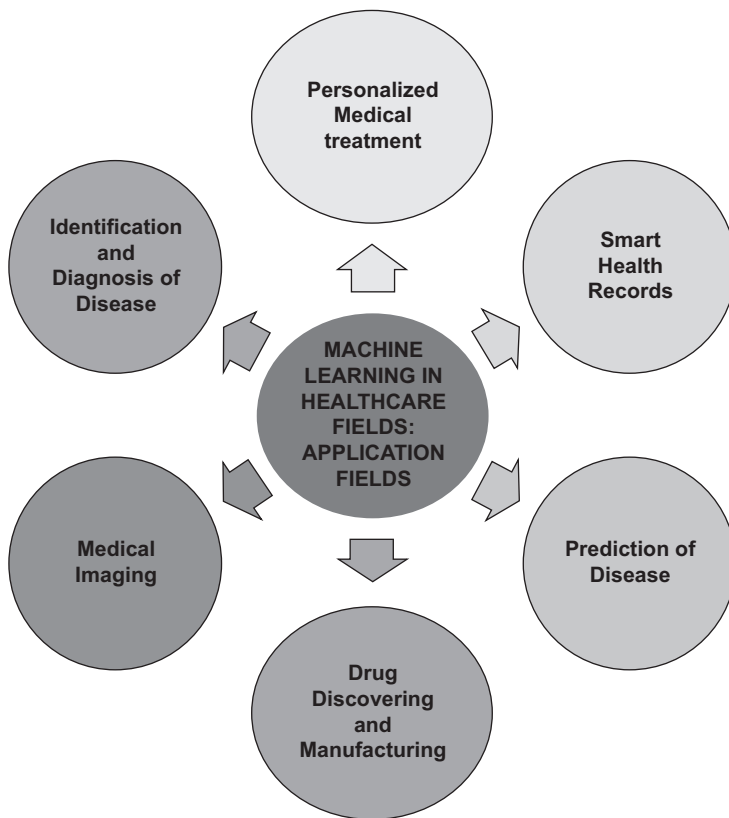 Personalized
Medical
treatment
Identification
and
Diagnosis of
Disease
Smart
Health
Records
MACHINE
LEARNING IN
HEALTHCARE
FIELDS:
APPLICATION
FIELDS
Medical
Imaging
Prediction of
Disease
Drug
Discovering
and
Manufacturing